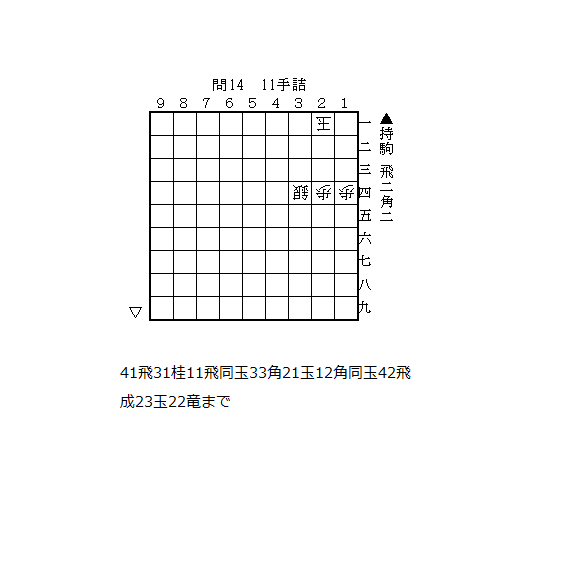 問14　11手詰
9 8 7 6 5 4 3 2 1
玉 一
二
三
銀 歩 歩 四
五
六
七
八
九
▲持駒 飛二角二
▽
41飛31桂11飛同玉33角21玉12角同玉42飛
成23玉22竜まで